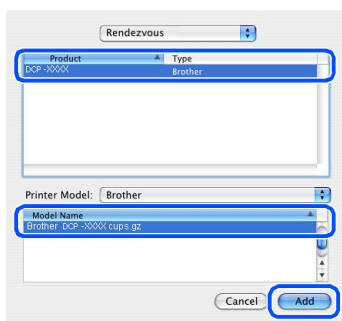 Rendezvous
Product Type
DCP-XXXX Brother
Printer Model: Brother
Model Name
Brother DCP-XXXX cups.gz
Cancel Add